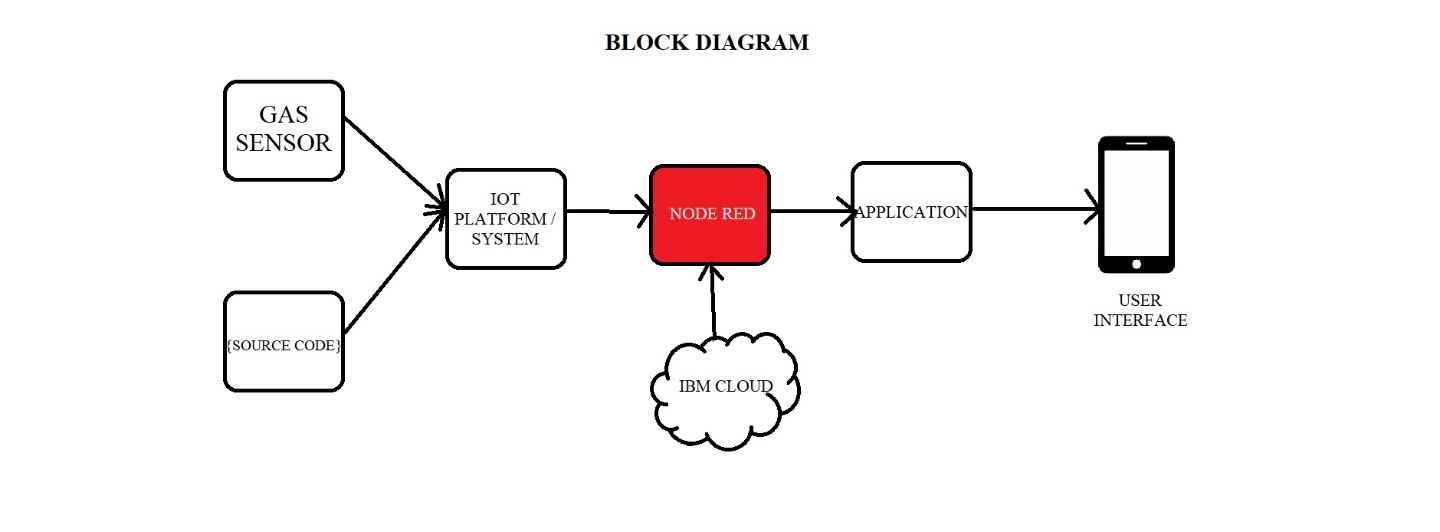 BLOCK DIAGRAM
GAS
SENSOR
{SOURCE CODE}
IOT
PLATFORM /
SYSTEM
NODE RED
IBM CLOUD
APPLICATION
USER
INTERFACE